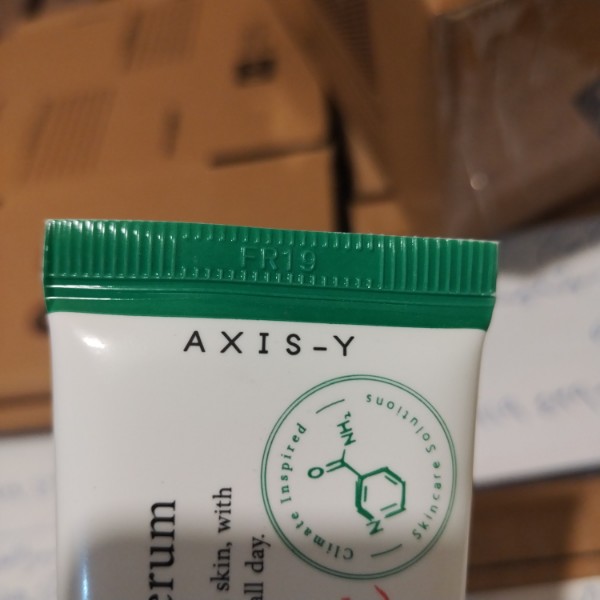 FR19
AXIS-Y
Climate Inspired
Skincare Solutions
NH₂
O
N
erum
skin, with
all day.